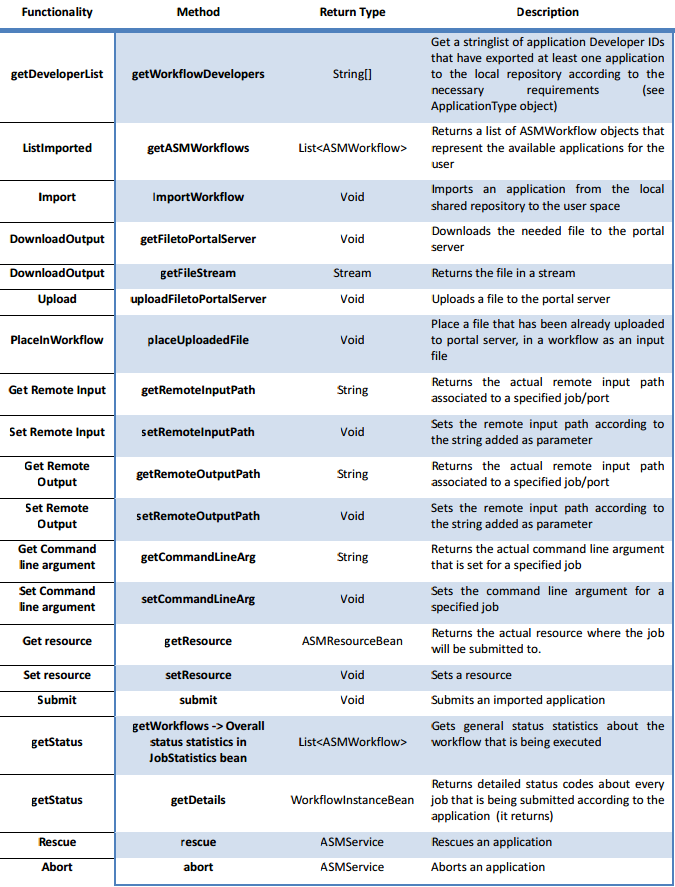 Functionality Method Return Type Description
getDeveloperList getWorkflowDevelopers String[] Get a stringlist of application Developer IDs
that have exported at least one application
to the local repository according to the
necessary requirements (see
ApplicationType object)
ListImported getASMWorkflows List<ASMWorkflow> Returns a list of ASMWorkflow objects that
represent the available applications for the
user
Import ImportWorkflow Void Imports an application from the local
shared repository to the user space
DownloadOutput getFiletoPortalServer Void Downloads the needed file to the portal
server
DownloadOutput getFileStream Stream Returns the file in a stream
Upload uploadFiletoPortalServer Void Uploads a file to the portal server
PlaceInWorkflow placeUploadedFile Void Place a file that has been already uploaded
to portal server, in a workflow as an input
file
Get Remote Input getRemoteInputPath String Returns the actual remote input path
associated to a specified job/port
Set Remote Input setRemoteInputPath Void Sets the remote input path according to
the string added as parameter
Get Remote
Output getRemoteOutputPath String Returns the actual remote input path
associated to a specified job/port
Set Remote
Output setRemoteOutputPath Void Sets the remote input path according to
the string added as parameter
Get Command
line argument getCommandLineArg String Returns the actual command line argument
that is set for a specified job
Set Command
line argument setCommandLineArg Void Sets the command line argument for a
specified job
Get resource getResource ASMResourceBean Returns the actual resource where the job
will be submitted to.
Set resource setResource Void Sets a resource
Submit submit Void Submits an imported application
getStatus getWorkflows -> Overall
status statistics in
JobStatistics bean List<ASMWorkflow> Gets general status statistics about the
workflow that is being executed
getStatus getDetails WorkflowInstanceBean Returns detailed status codes about every
job that is being submitted according to the
application (it returns)
Rescue rescue ASMService Rescues an application
Abort abort ASMService Aborts an application